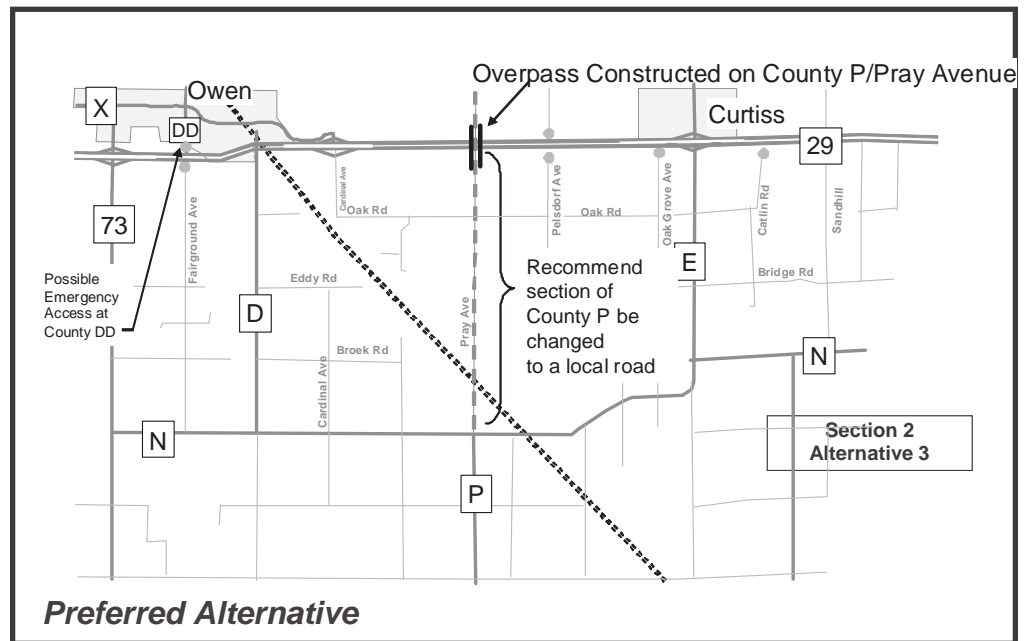 Overpass Constructed on County P/Pray Avenue
Owen
X
Curtiss
DD
29
Cardinal Ave
Pelsdorf Ave
Oak Grove Ave
Catlin Rd
Sandhill
Oak Rd
Oak Rd
73
Fairground Ave
E
Possible
Emergency
Access at
County DD
Eddy Rd
Recommend
section of
County P be
changed
to a local road
Bridge Rd
D
Pray Ave
Broek Rd
N
Cardinal Ave
N
Section 2
Alternative 3
P
Preferred Alternative